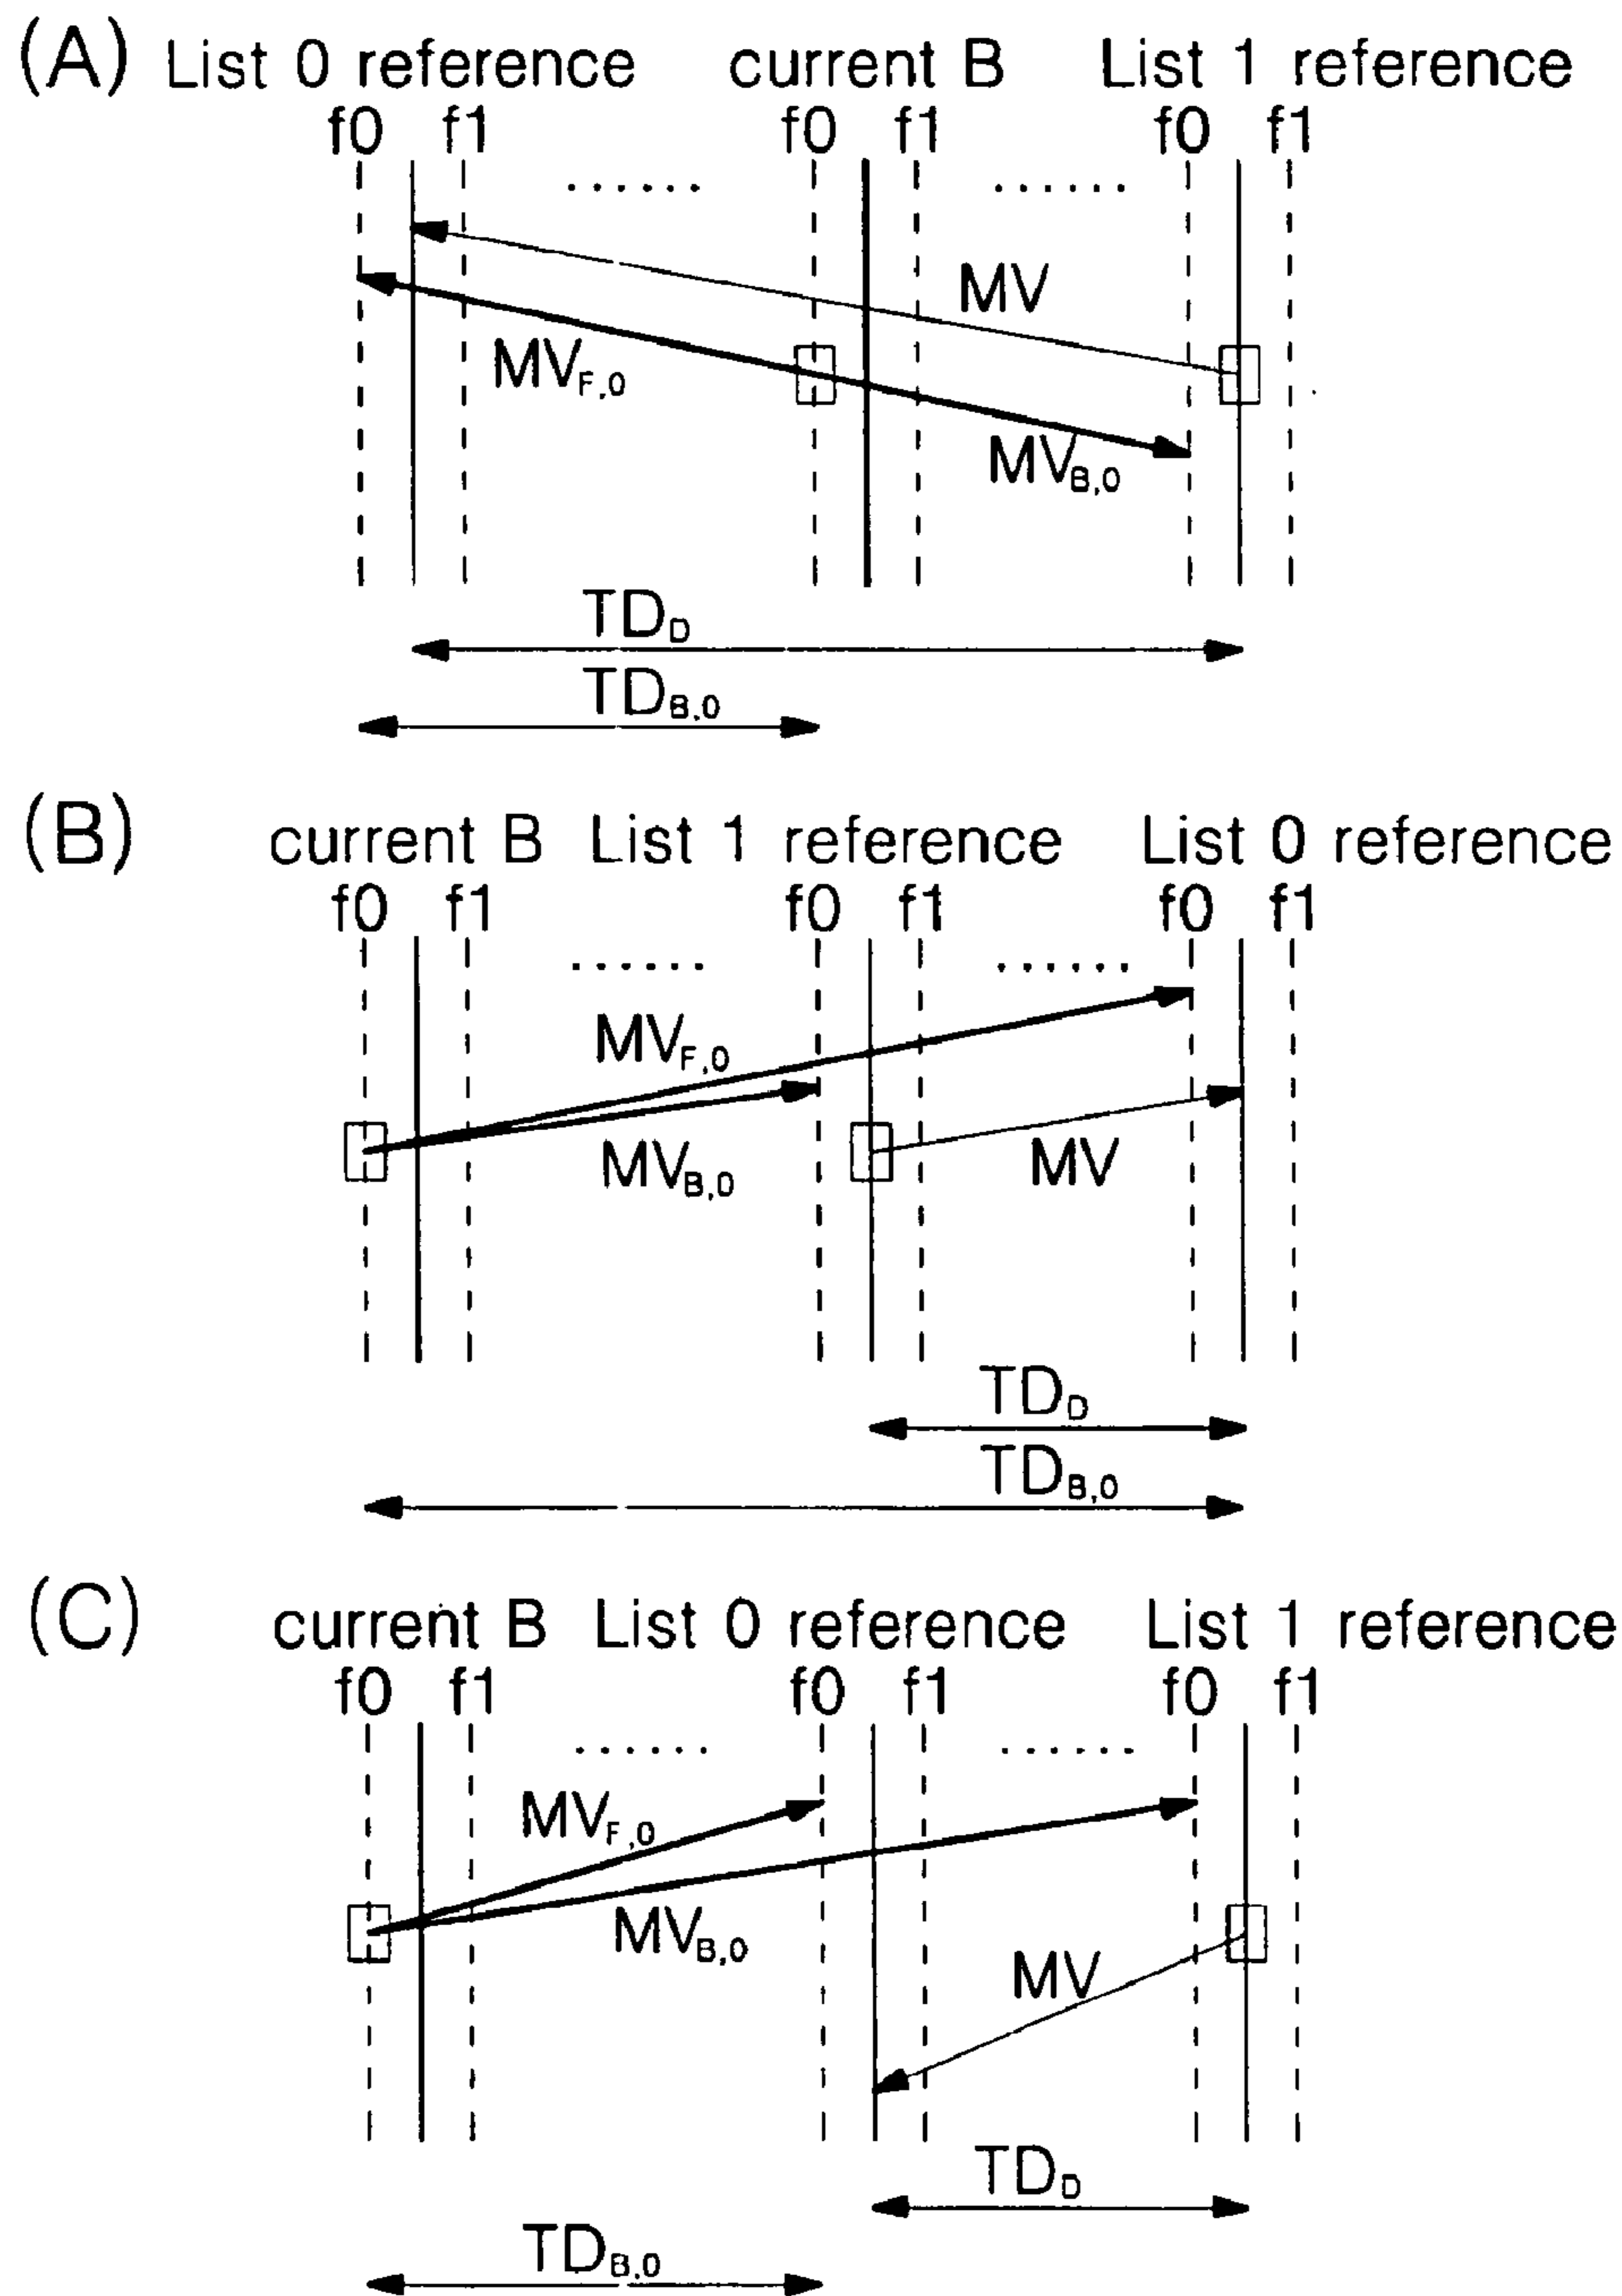 (A) List 0 reference current B List 1 reference
f0 f1 f0 f1 f0 f1
......  ......
MV
MVF,0
MVB,0
TDD
TDB,0
(B) current B List 1 reference List 0 reference
f0 f1 f0 f1 f0 f1
......  ......
MVF,0
MVB,0 MV
TDD
TDB,0
(C) current B List 0 reference List 1 reference
f0 f1 f0 f1 f0 f1
......  ......
MVF,0
MVB,0
MV
TDD
TDB,0